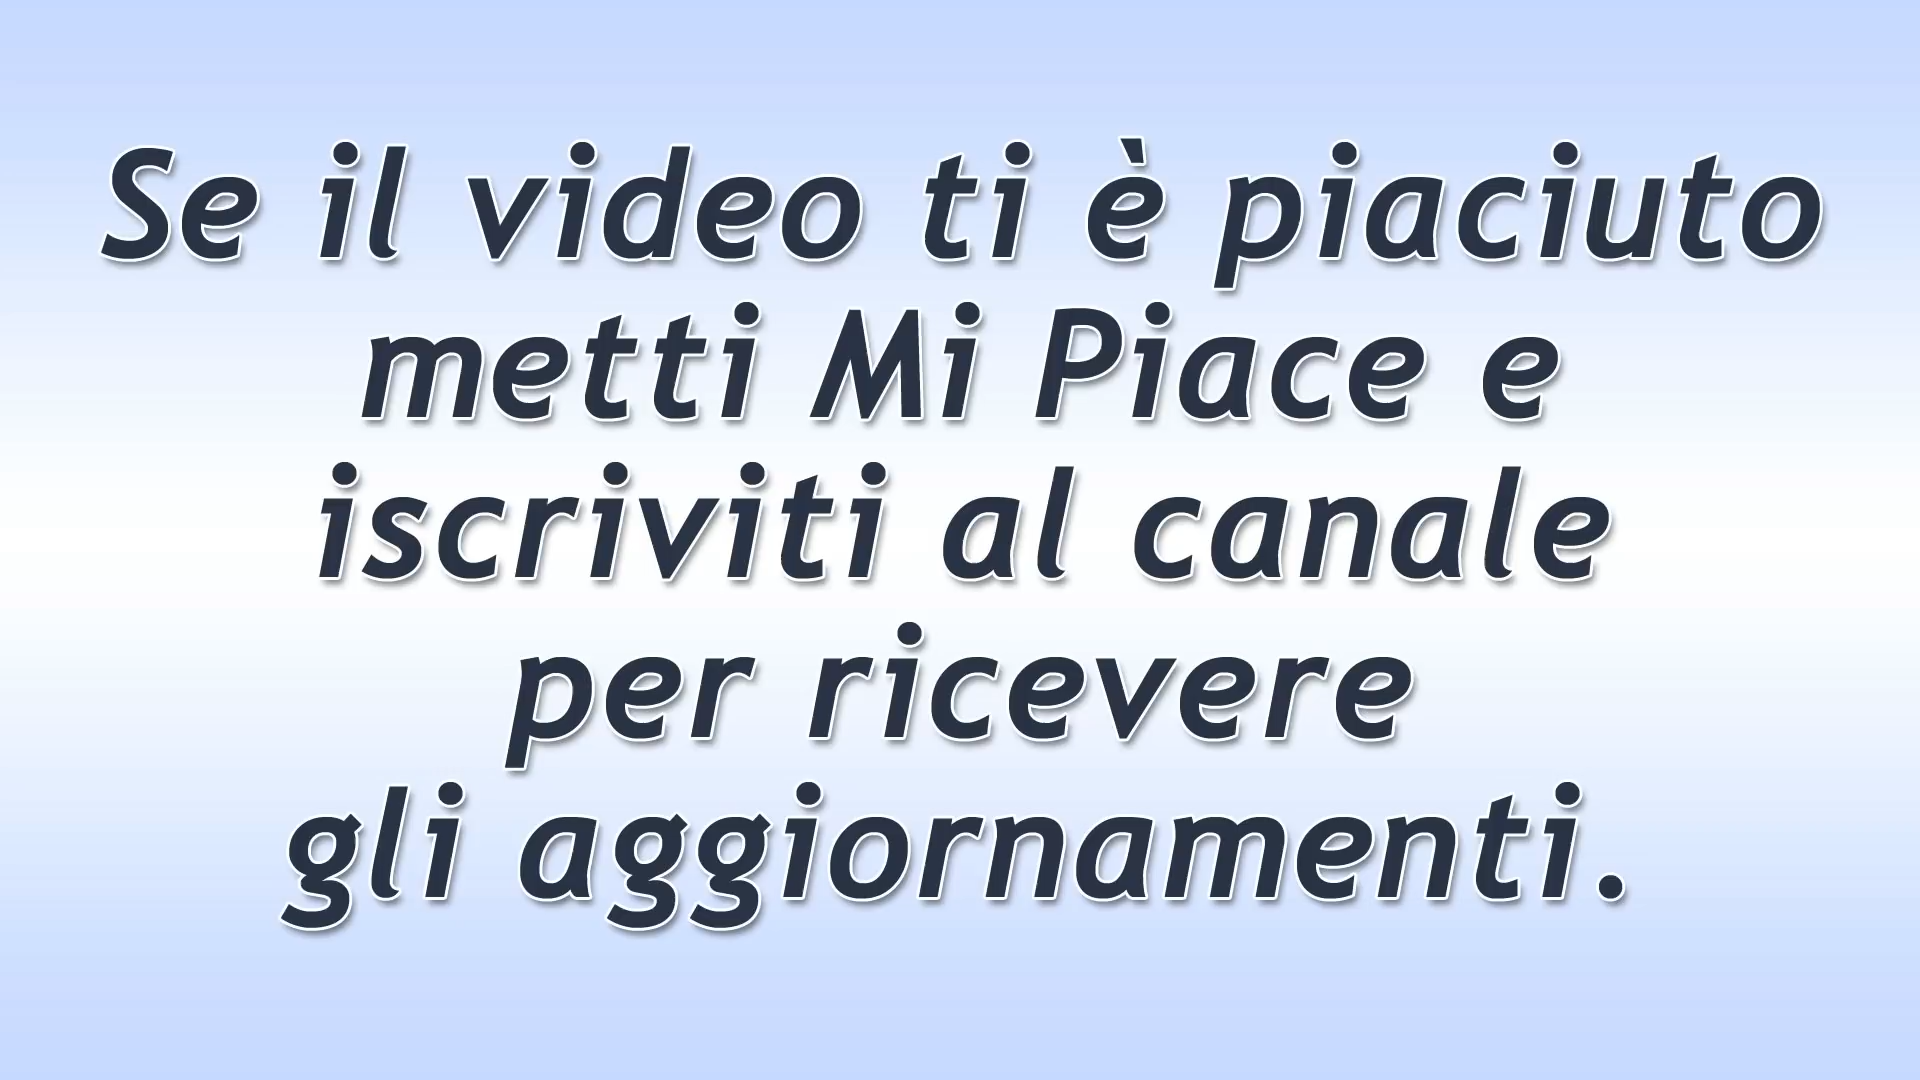 Se il video ti è piaciuto
metti Mi Piace e
iscriviti al canale
per ricevere
gli aggiornamenti.